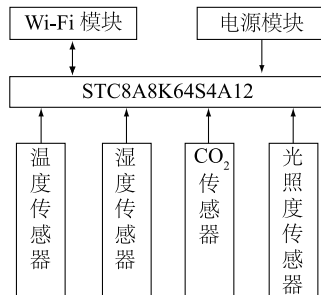 Wi-Fi 模块
电源模块
STC8A8K64S4A12
温度传感器
湿度传感器
CO₂传感器
光照度传感器